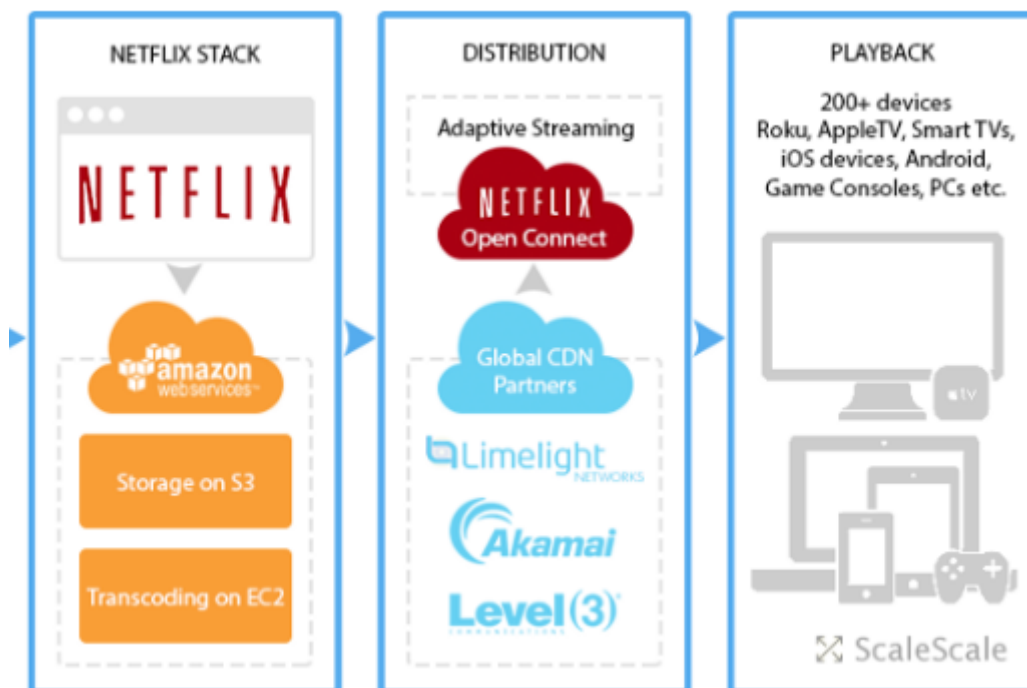 NETFLIX STACK
NETFLIX
amazon
webservices™
Storage on S3
Transcoding on EC2
DISTRIBUTION
Adaptive Streaming
NETFLIX
Open Connect
Global CDN
Partners
Limelight
NETWORKS
Akamai
Level(3)®
COMMUNICATIONS
PLAYBACK
200+ devices
Roku, AppleTV, Smart TVs,
iOS devices, Android,
Game Consoles, PCs etc.
tv
ScaleScale